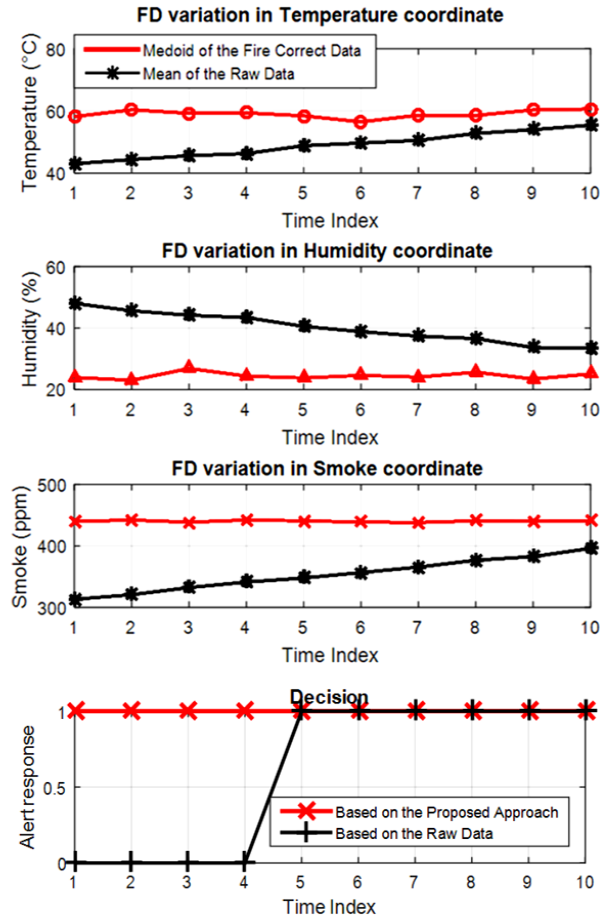 FD variation in Temperature coordinate
80
Medoid of the Fire Correct Data
Mean of the Raw Data
60
40
Temperature (°C)
1 2 3 4 5 6 7 8 9 10
Time Index
FD variation in Humidity coordinate
60
40
20
Humidity (%)
1 2 3 4 5 6 7 8 9 10
Time Index
FD variation in Smoke coordinate
500
400
300
Smoke (ppm)
1 2 3 4 5 6 7 8 9 10
Time Index
Decision
1
0.5
0
Alert response
Based on the Proposed Approach
Based on the Raw Data
1 2 3 4 5 6 7 8 9 10
Time Index